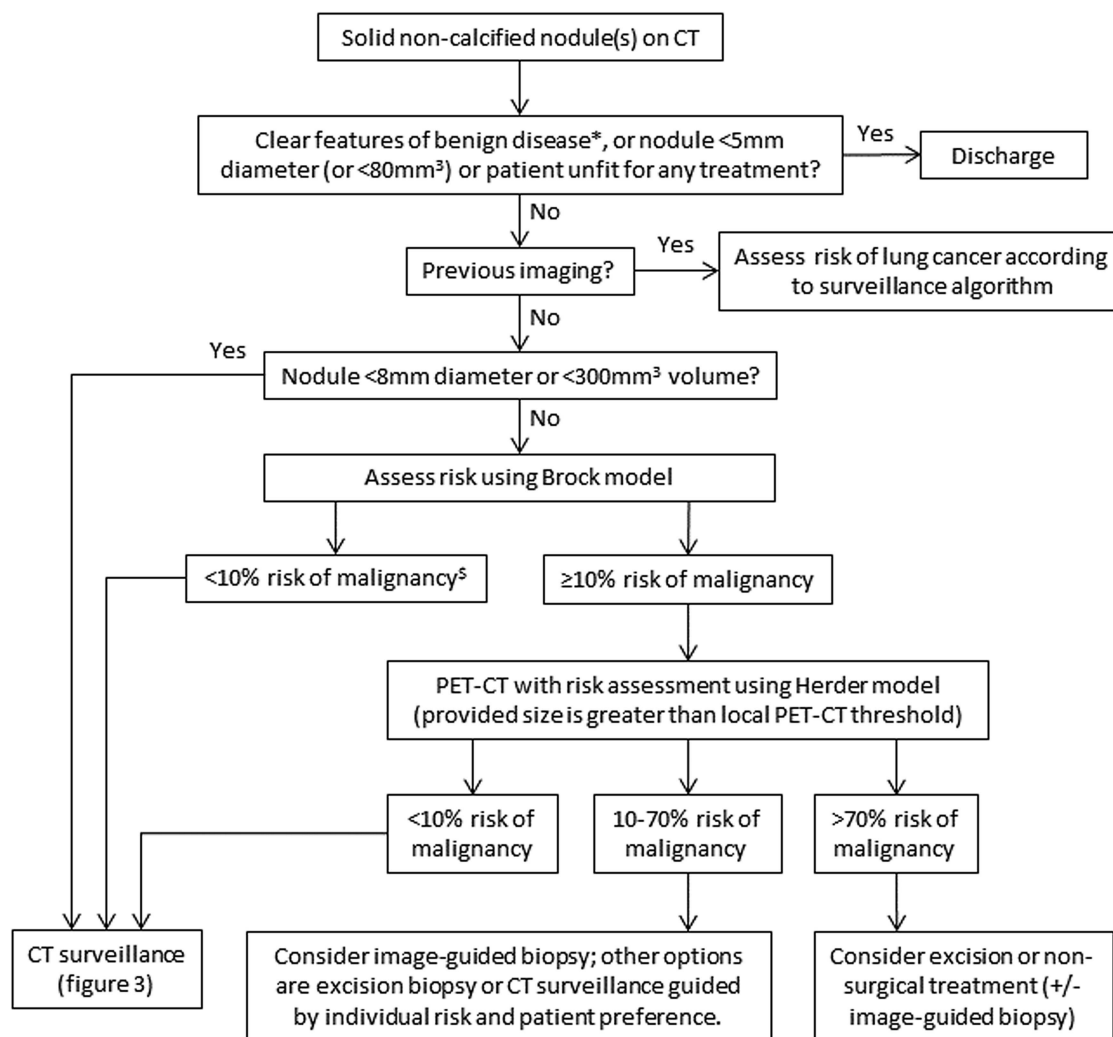 Solid non-calcified nodule(s) on CT
Clear features of benign disease*, or nodule <5mm
diameter (or <80mm³) or patient unfit for any treatment?
Yes
Discharge
No
Previous imaging?
Yes
Assess risk of lung cancer according
to surveillance algorithm
No
Yes
Nodule <8mm diameter or <300mm³ volume?
No
Assess risk using Brock model
<10% risk of malignancy$
≥10% risk of malignancy
PET-CT with risk assessment using Herder model
(provided size is greater than local PET-CT threshold)
<10% risk of
malignancy
10-70% risk of
malignancy
>70% risk of
malignancy
CT surveillance
(figure 3)
Consider image-guided biopsy; other options
are excision biopsy or CT surveillance guided
by individual risk and patient preference.
Consider excision or non-
surgical treatment (+/-
image-guided biopsy)